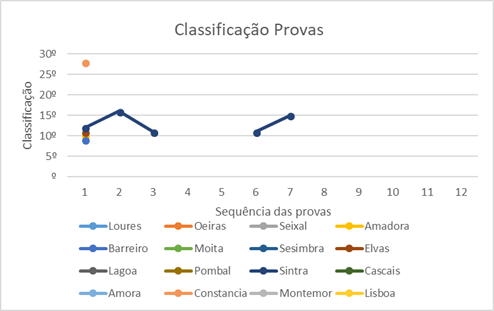 Classificação Provas
30º
25º
20º
15º
10º
5º
º
Classificação
1 2 3 4 5 6 7 8 9 10 11 12
Sequência das provas
Loures Oeiras Seixal Amadora
Barreiro Moita Sesimbra Elvas
Lagoa Pombal Sintra Cascais
Amora Constancia Montemor Lisboa